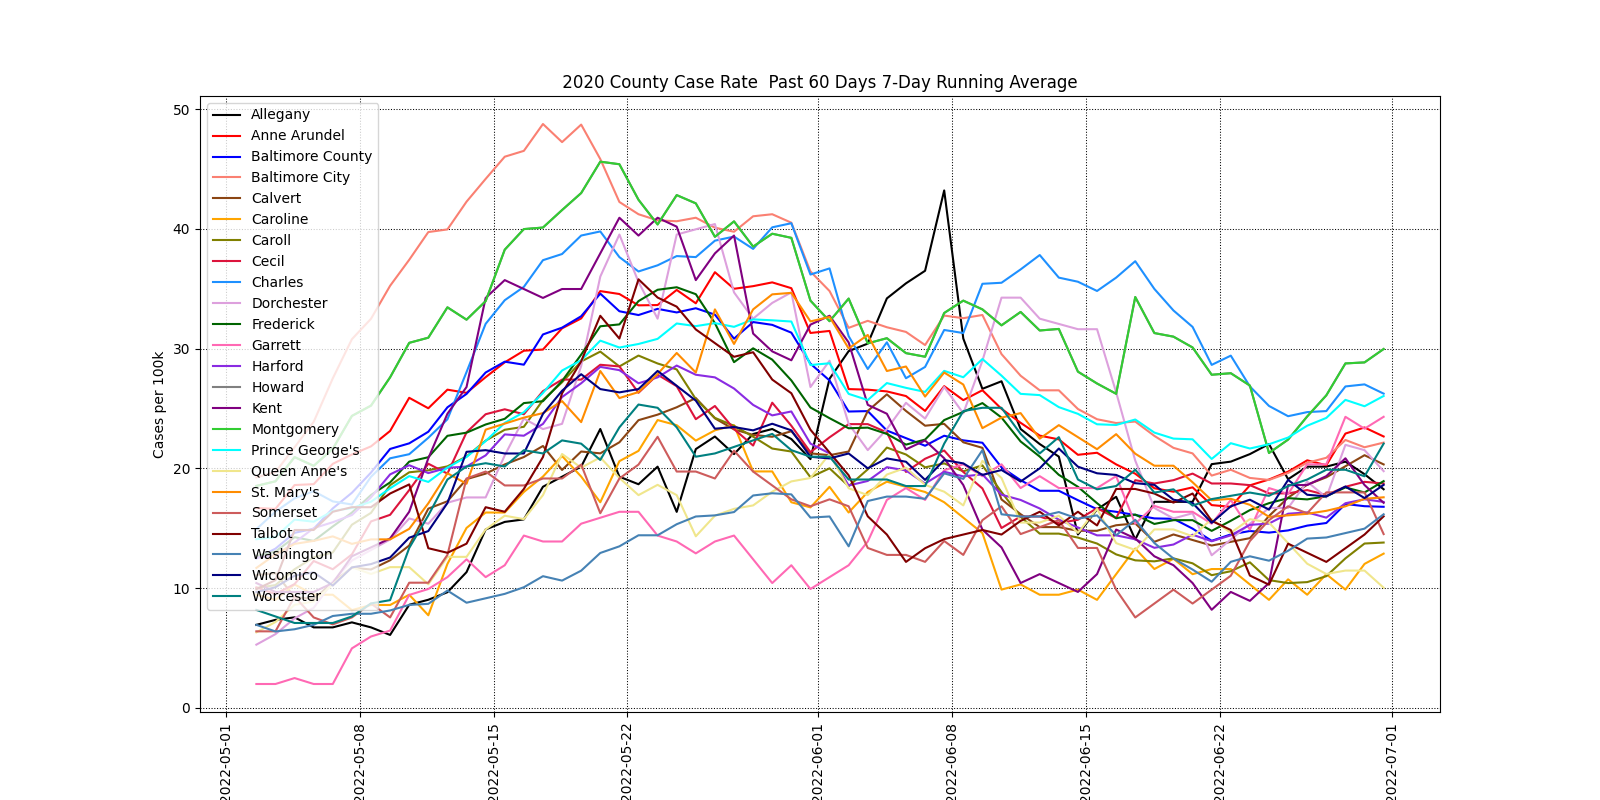 2020 County Case Rate  Past 60 Days 7-Day Running Average
Cases per 100k
50
40
30
20
10
0
Allegany
Anne Arundel
Baltimore County
Baltimore City
Calvert
Caroline
Caroll
Cecil
Charles
Dorchester
Frederick
Garrett
Harford
Howard
Kent
Montgomery
Prince George's
Queen Anne's
St. Mary's
Somerset
Talbot
Washington
Wicomico
Worcester
2022-05-01
2022-05-08
2022-05-15
2022-05-22
2022-06-01
2022-06-08
2022-06-15
2022-06-22
2022-07-01